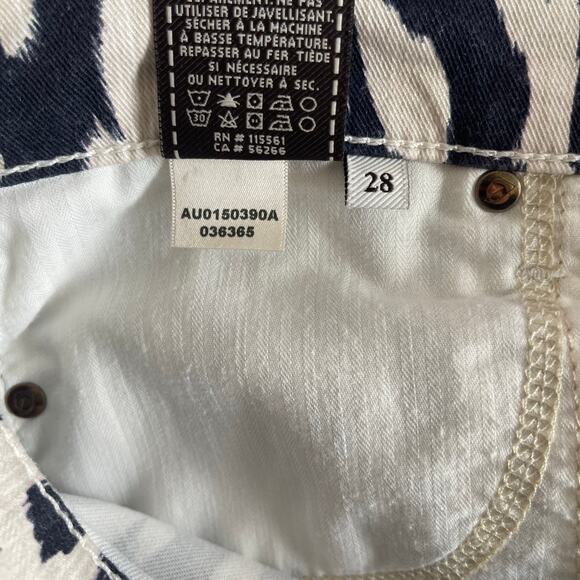 SÉPARÉMENT. NE PAS
UTILISER DE JAVELLISANT.
SÉCHER À LA MACHINE
À BASSE TEMPÉRATURE.
REPASSER AU FER TIÈDE
SI NÉCESSAIRE
OU NETTOYER À SEC.
30
RN # 115561
CA # 56266
28
AU0150390A
036365